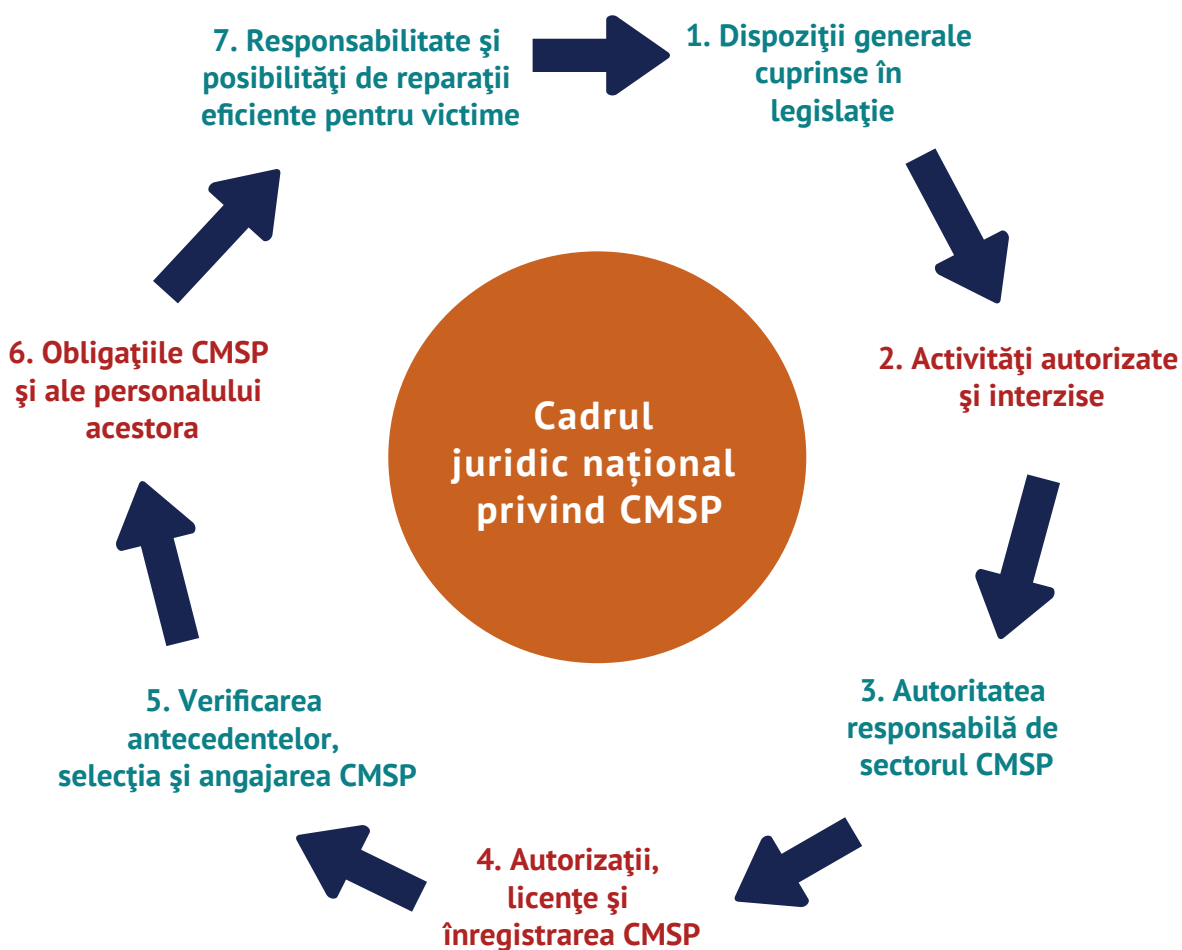 7. Responsabilitate şi
posibilităţi de reparaţii
eficiente pentru victime
1. Dispoziţii generale
cuprinse în
legislaţie
2. Activităţi autorizate
şi interzise
3. Autoritatea
responsabilă de
sectorul CMSP
4. Autorizaţii,
licenţe şi
înregistrarea CMSP
5. Verificarea
antecedentelor,
selecţia şi angajarea CMSP
6. Obligaţiile CMSP
şi ale personalului
acestora
Cadrul
juridic național
privind CMSP